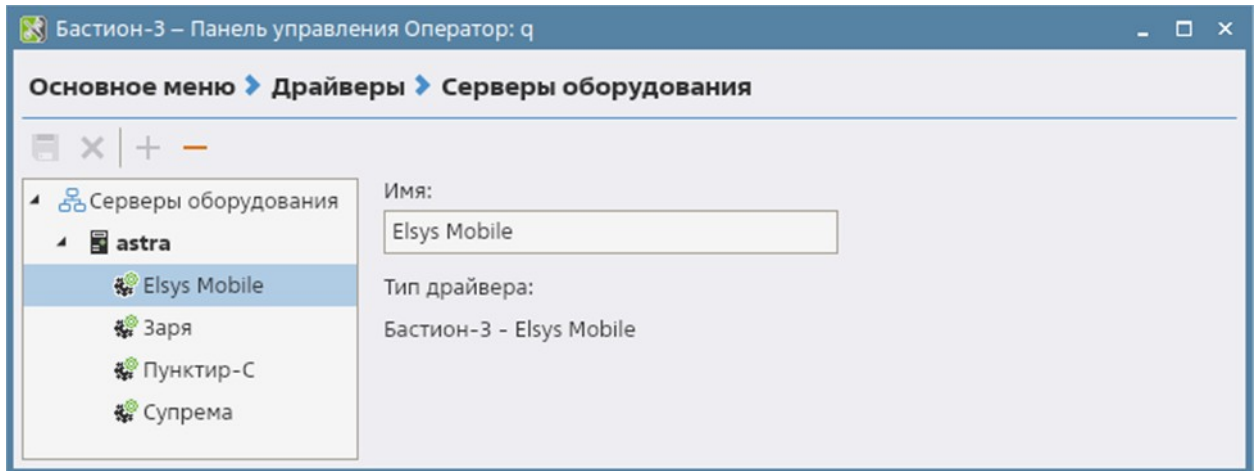 Бастион-3 – Панель управления Оператор: q
Основное меню Драйверы Серверы оборудования
Серверы оборудования
astra
Elsys Mobile
Заря
Пунктир-С
Супрема
Имя:
Elsys Mobile
Тип драйвера:
Бастион-3 - Elsys Mobile